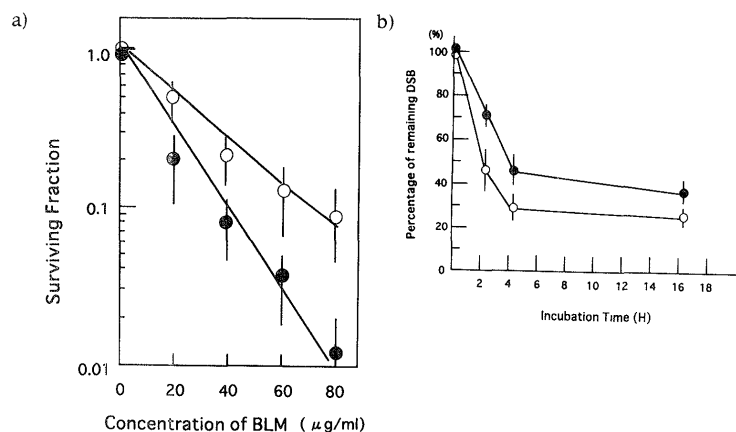 a)
Surviving Fraction
1.0
0.1
0.01
0 20 40 60 80
Concentration of BLM ( μg/ml)
b)
(%)
Percentage of remaining DSB
100
80
60
40
20
0
2 4 6 8 10 12 14 16 18
Incubation Time (H)